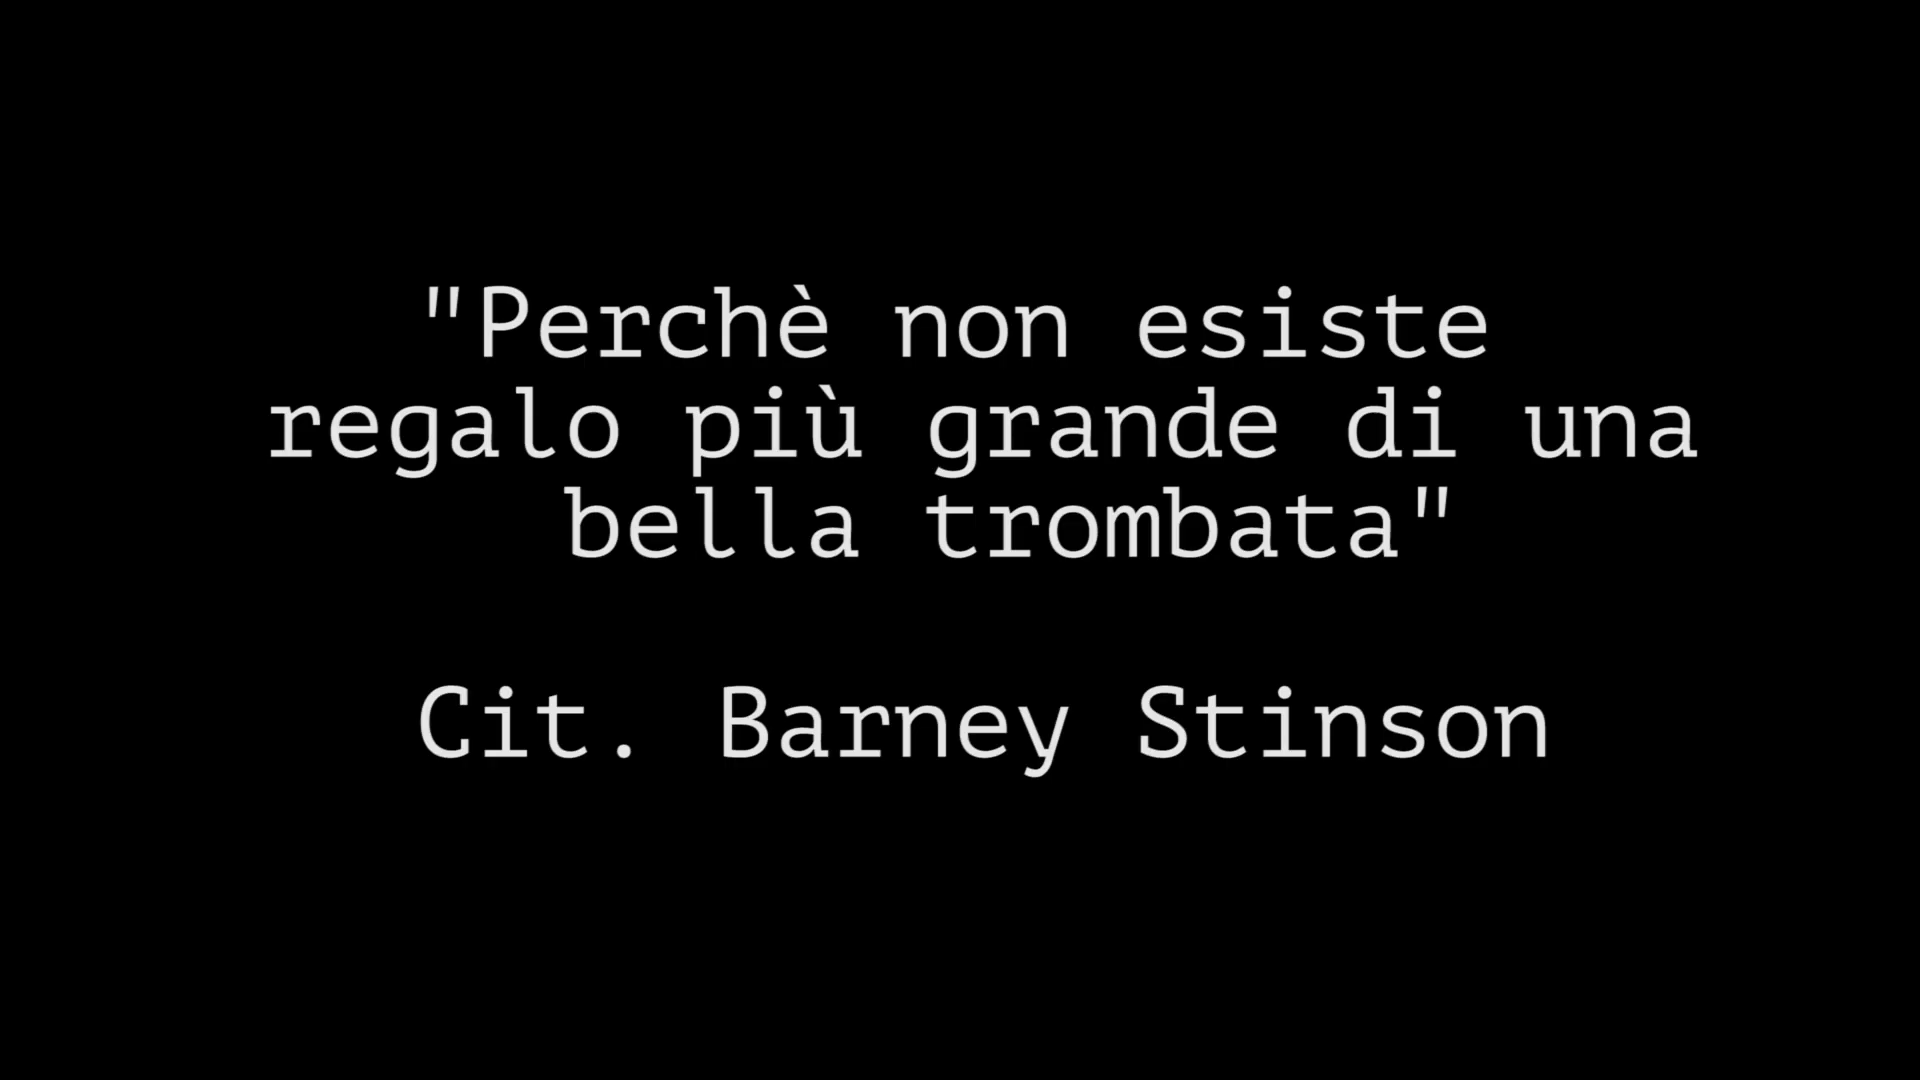 "Perchè non esiste
regalo più grande di una
bella trombata"
Cit. Barney Stinson